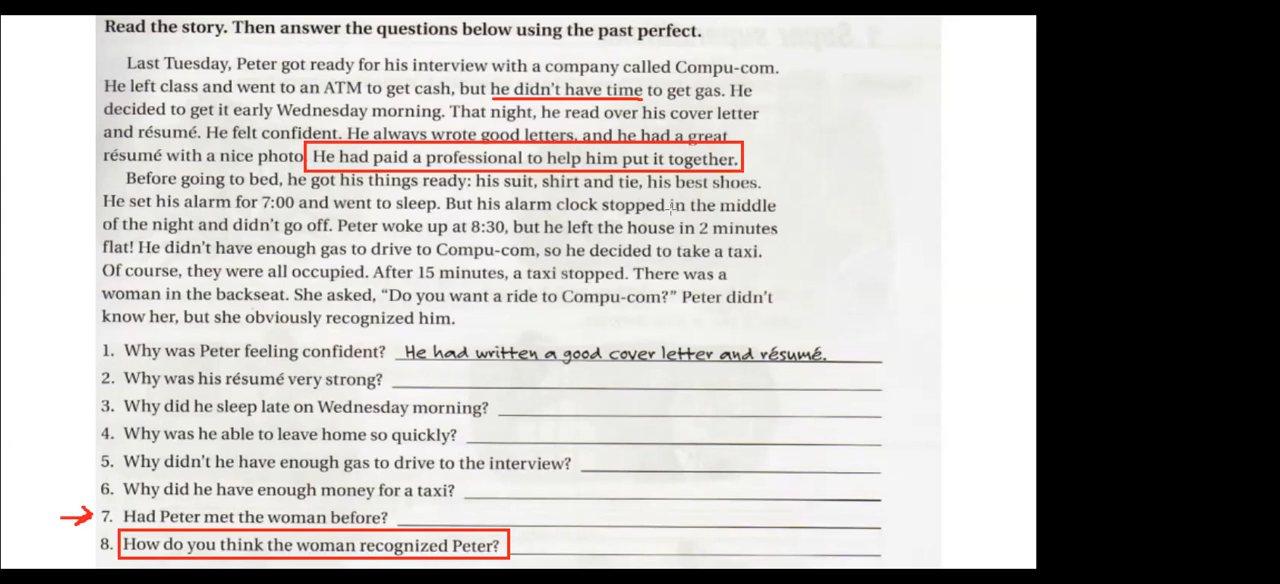 Read the story. Then answer the questions below using the past perfect.
Last Tuesday, Peter got ready for his interview with a company called Compu-com.
He left class and went to an ATM to get cash, but he didn't have time to get gas. He
decided to get it early Wednesday morning. That night, he read over his cover letter
and résumé. He felt confident. He always wrote good letters, and he had a great
résumé with a nice photo He had paid a professional to help him put it together.
Before going to bed, he got his things ready: his suit, shirt and tie, his best shoes.
He set his alarm for 7:00 and went to sleep. But his alarm clock stopped in the middle
of the night and didn't go off. Peter woke up at 8:30, but he left the house in 2 minutes
flat! He didn't have enough gas to drive to Compu-com, so he decided to take a taxi.
Of course, they were all occupied. After 15 minutes, a taxi stopped. There was a
woman in the backseat. She asked, "Do you want a ride to Compu-com?" Peter didn't
know her, but she obviously recognized him.
1. Why was Peter feeling confident? He had written a good cover letter and résumé.
2. Why was his résumé very strong?
3. Why did he sleep late on Wednesday morning?
4. Why was he able to leave home so quickly?
5. Why didn't he have enough gas to drive to the interview?
6. Why did he have enough money for a taxi?
7. Had Peter met the woman before?
8. How do you think the woman recognized Peter?